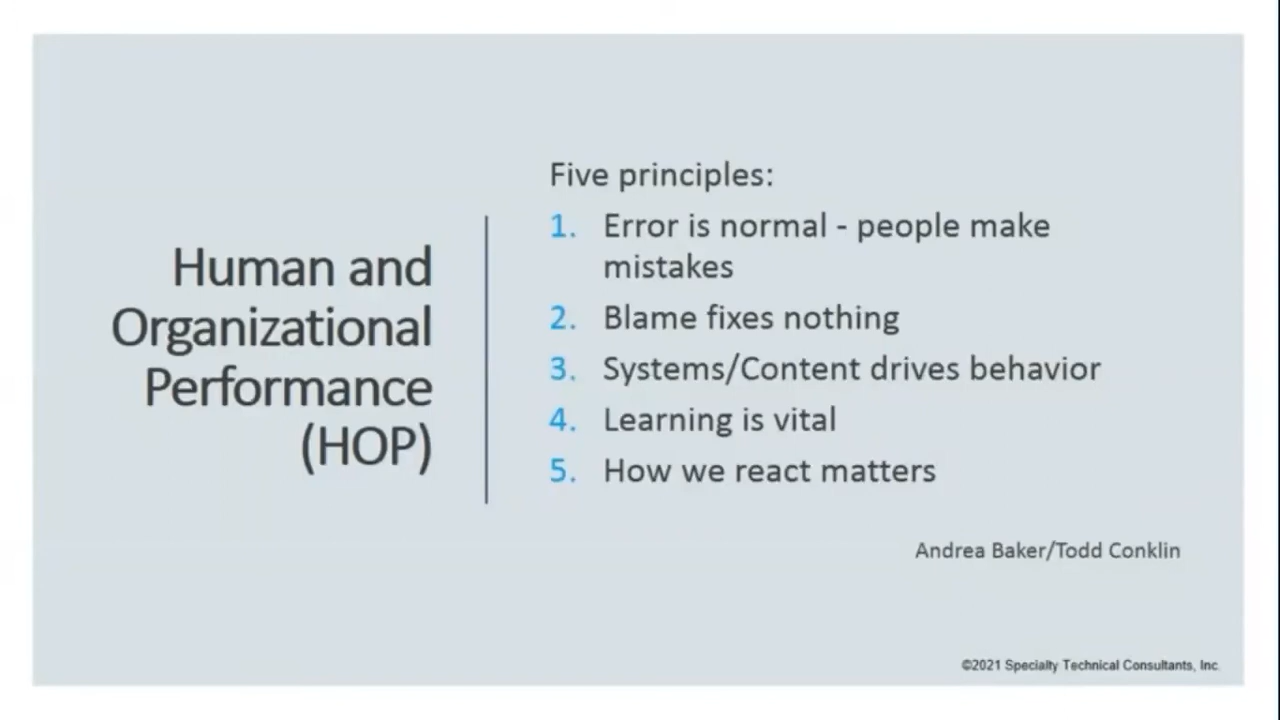 Human and
Organizational
Performance
(HOP)
Five principles:
1. Error is normal - people make
mistakes
2. Blame fixes nothing
3. Systems/Content drives behavior
4. Learning is vital
5. How we react matters
Andrea Baker/Todd Conklin
©2021 Specialty Technical Consultants, Inc.